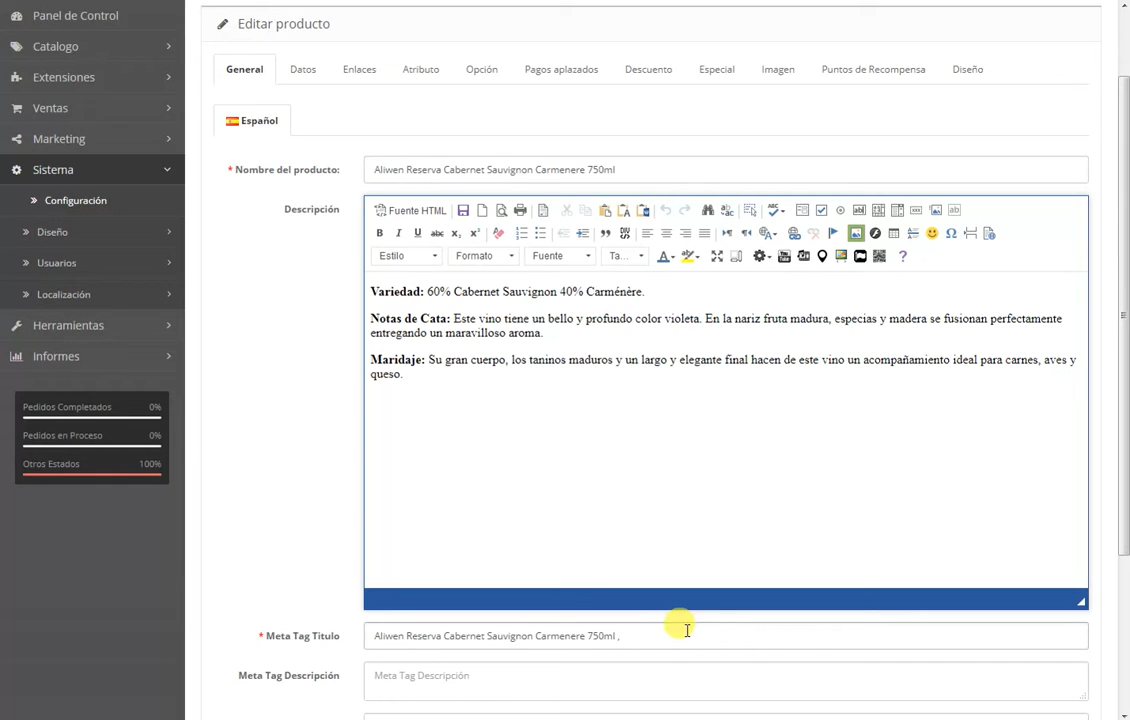 Panel de Control
Catalogo
Extensiones
Ventas
Marketing
Sistema
Configuración
Diseño
Usuarios
Localización
Herramientas
Informes
Pedidos Completados 0%
Pedidos en Proceso 0%
Otros Estados 100%
Editar producto
General Datos Enlaces Atributo Opción Pagos aplazados Descuento Especial Imagen Puntos de Recompensa Diseño
Español
* Nombre del producto: Aliwen Reserva Cabernet Sauvignon Carmenere 750ml
Descripción
Fuente HTML
Estilo Formato Fuente Ta...
Variedad: 60% Cabernet Sauvignon 40% Carménère.
Notas de Cata: Este vino tiene un bello y profundo color violeta. En la nariz fruta madura, especias y madera se fusionan perfectamente
entregando un maravilloso aroma.
Maridaje: Su gran cuerpo, los taninos maduros y un largo y elegante final hacen de este vino un acompañamiento ideal para carnes, aves y
queso.
* Meta Tag Titulo Aliwen Reserva Cabernet Sauvignon Carmenere 750ml ,
Meta Tag Descripción Meta Tag Descripción